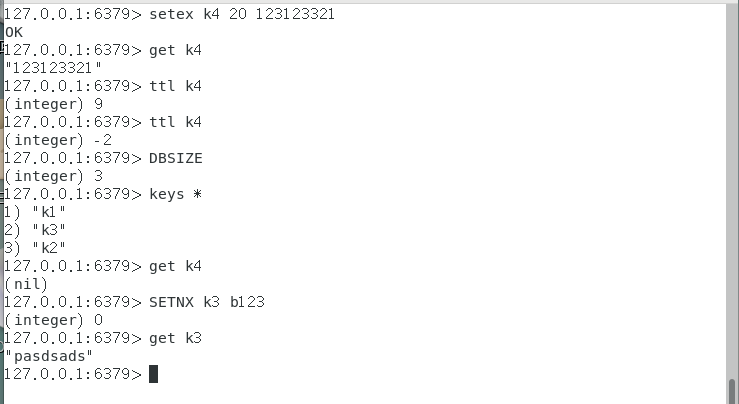 127.0.0.1:6379> setex k4 20 123123321
OK
127.0.0.1:6379> get k4
"123123321"
127.0.0.1:6379> ttl k4
(integer) 9
127.0.0.1:6379> ttl k4
(integer) -2
127.0.0.1:6379> DBSIZE
(integer) 3
127.0.0.1:6379> keys *
1) "k1"
2) "k3"
3) "k2"
127.0.0.1:6379> get k4
(nil)
127.0.0.1:6379> SETNX k3 b123
(integer) 0
127.0.0.1:6379> get k3
"pasdsads"
127.0.0.1:6379>